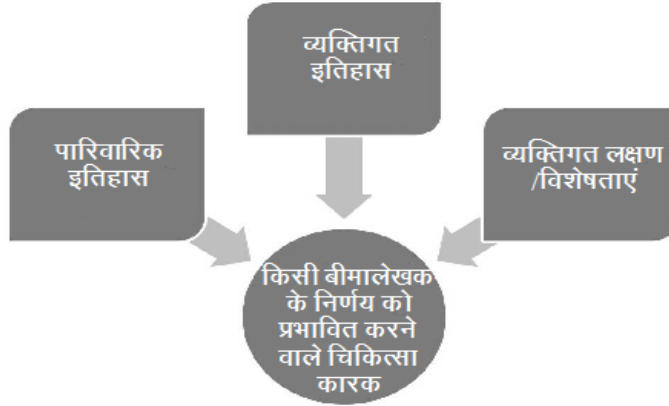 व्यक्तिगत
इतिहास
पारिवारिक
इतिहास
व्यक्तिगत लक्षण
/विशेषताएं
किसी बीमालेखक
के निर्णय को
प्रभावित करने
वाले चिकित्सा
कारक